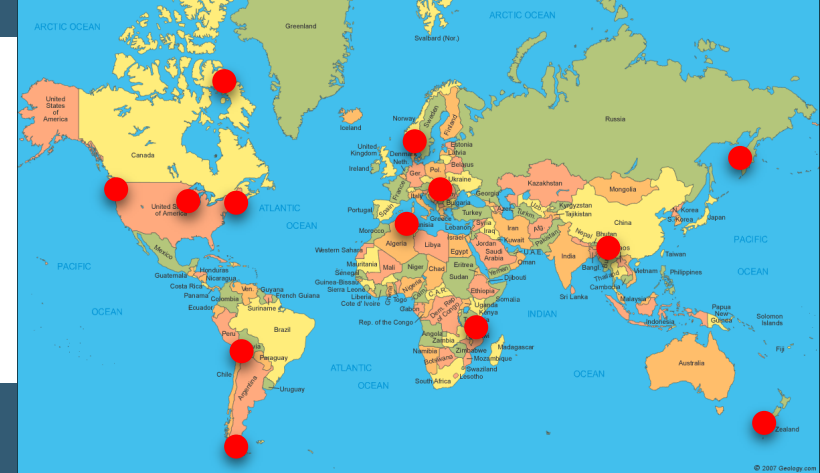 ARCTIC OCEAN
ARCTIC OCEAN
Greenland
Svalbard (Nor.)
United
States
of
America
Canada
Iceland
Norway
Sweden
Finland
Russia
United
Kingdom
Ireland
Estonia
Latvia
Belarus
Neth
Ger
Pol.
Ukraine
France
Spain
Portugal
Bulgaria
Greece
Turkey
Georgia
Kazakhstan
Mongolia
Kyrgyzstan
Tajikistan
China
N. Korea
S. Korea
Japan
ATLANTIC
OCEAN
of America
Mexico
Morocco
Algeria
Libya
Egypt
Israel
Lebanon
Syria
Iraq
Jordan
Kuwait
Saudi
Arabia
Iran
Pakistan
Nepal
Bhutan
India
U.A.E.
Oman
Yemen
Taiwan
PACIFIC
OCEAN
PACIFIC
OCEAN
Western Sahara
Mauritania
Mali
Niger
Chad
Sudan
Eritrea
Djibouti
Ethiopia
Somalia
Senegal
Guinea-Bissau
Sierra Leone
Liberia
Cote d' Ivoire
Togo
Nigeria
C.A.R.
Gabon
Rep. of the Congo
Uganda
Kenya
Angola
Zambia
Namibia
Botswana
Zimbabwe
Mozambique
Madagascar
Swaziland
Lesotho
South Africa
Honduras
Guatemala
Nicaragua
Costa Rica
Panama
Ven.
Guyana
French Guiana
Suriname
Colombia
Ecuador
Peru
Brazil
Paraguay
Chile
Argentina
Uruguay
ATLANTIC
OCEAN
INDIAN
OCEAN
Sri Lanka
Vietnam
Cambodia
Philippines
Malaysia
Indonesia
Papua
New
Guinea
Solomon
Islands
Fiji
Australia
Zealand
© 2007 Geology.com